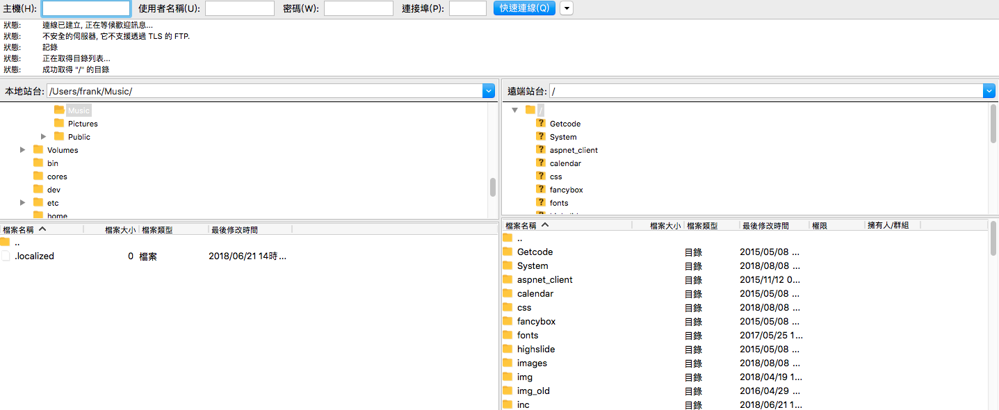 主機(H): 使用者名稱(U): 密碼(W): 連接埠(P): 快速連線(Q)
狀態: 連線已建立, 正在等候歡迎訊息...
狀態: 不安全的伺服器, 它不支援透過 TLS 的 FTP.
狀態: 記錄
狀態: 正在取得目錄列表...
狀態: 成功取得 "/" 的目錄
本地站台: /Users/frank/Music/
Music
Pictures
Public
Volumes
bin
cores
dev
etc
home
檔案名稱 檔案大小 檔案類型 最後修改時間
..
.localized 0 檔案 2018/06/21 14時...
遠端站台: /
/
Getcode
System
aspnet_client
calendar
css
fancybox
fonts
檔案名稱 檔案大小 檔案類型 最後修改時間 權限 擁有人/群組
..
Getcode 目錄 2015/05/08 ...
System 目錄 2018/08/08 ...
aspnet_client 目錄 2015/11/12 0...
calendar 目錄 2015/05/08 ...
css 目錄 2018/08/08 ...
fancybox 目錄 2015/05/08 ...
fonts 目錄 2017/05/25 1...
highslide 目錄 2015/05/08 ...
images 目錄 2018/08/08 ...
img 目錄 2018/04/19 1...
img_old 目錄 2016/04/29 ...
inc 目錄 2018/06/21 1...